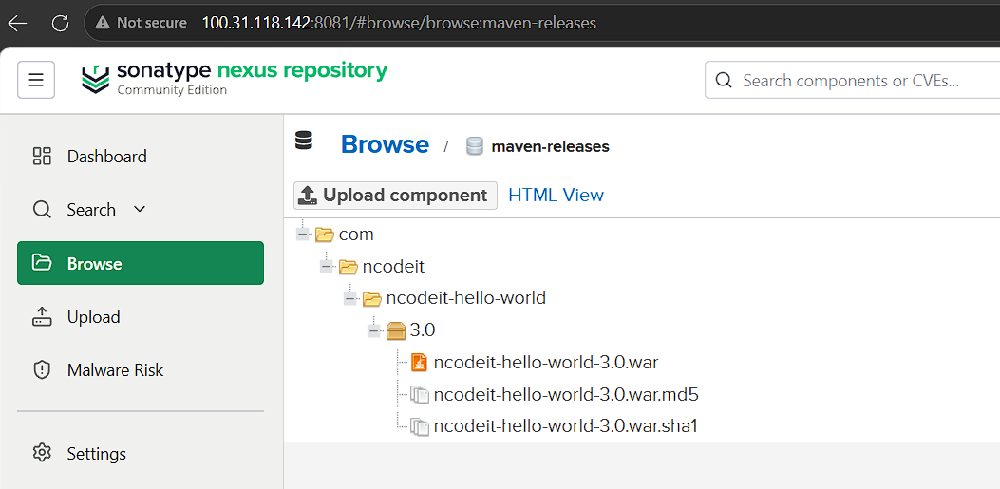 Not secure 100.31.118.142:8081/#browse/browse:maven-releases
sonatype nexus repository
Community Edition
Search components or CVEs...
Dashboard
Search
Browse
Upload
Malware Risk
Settings
Browse / maven-releases
Upload component HTML View
com
ncodeit
ncodeit-hello-world
3.0
ncodeit-hello-world-3.0.war
ncodeit-hello-world-3.0.war.md5
ncodeit-hello-world-3.0.war.sha1